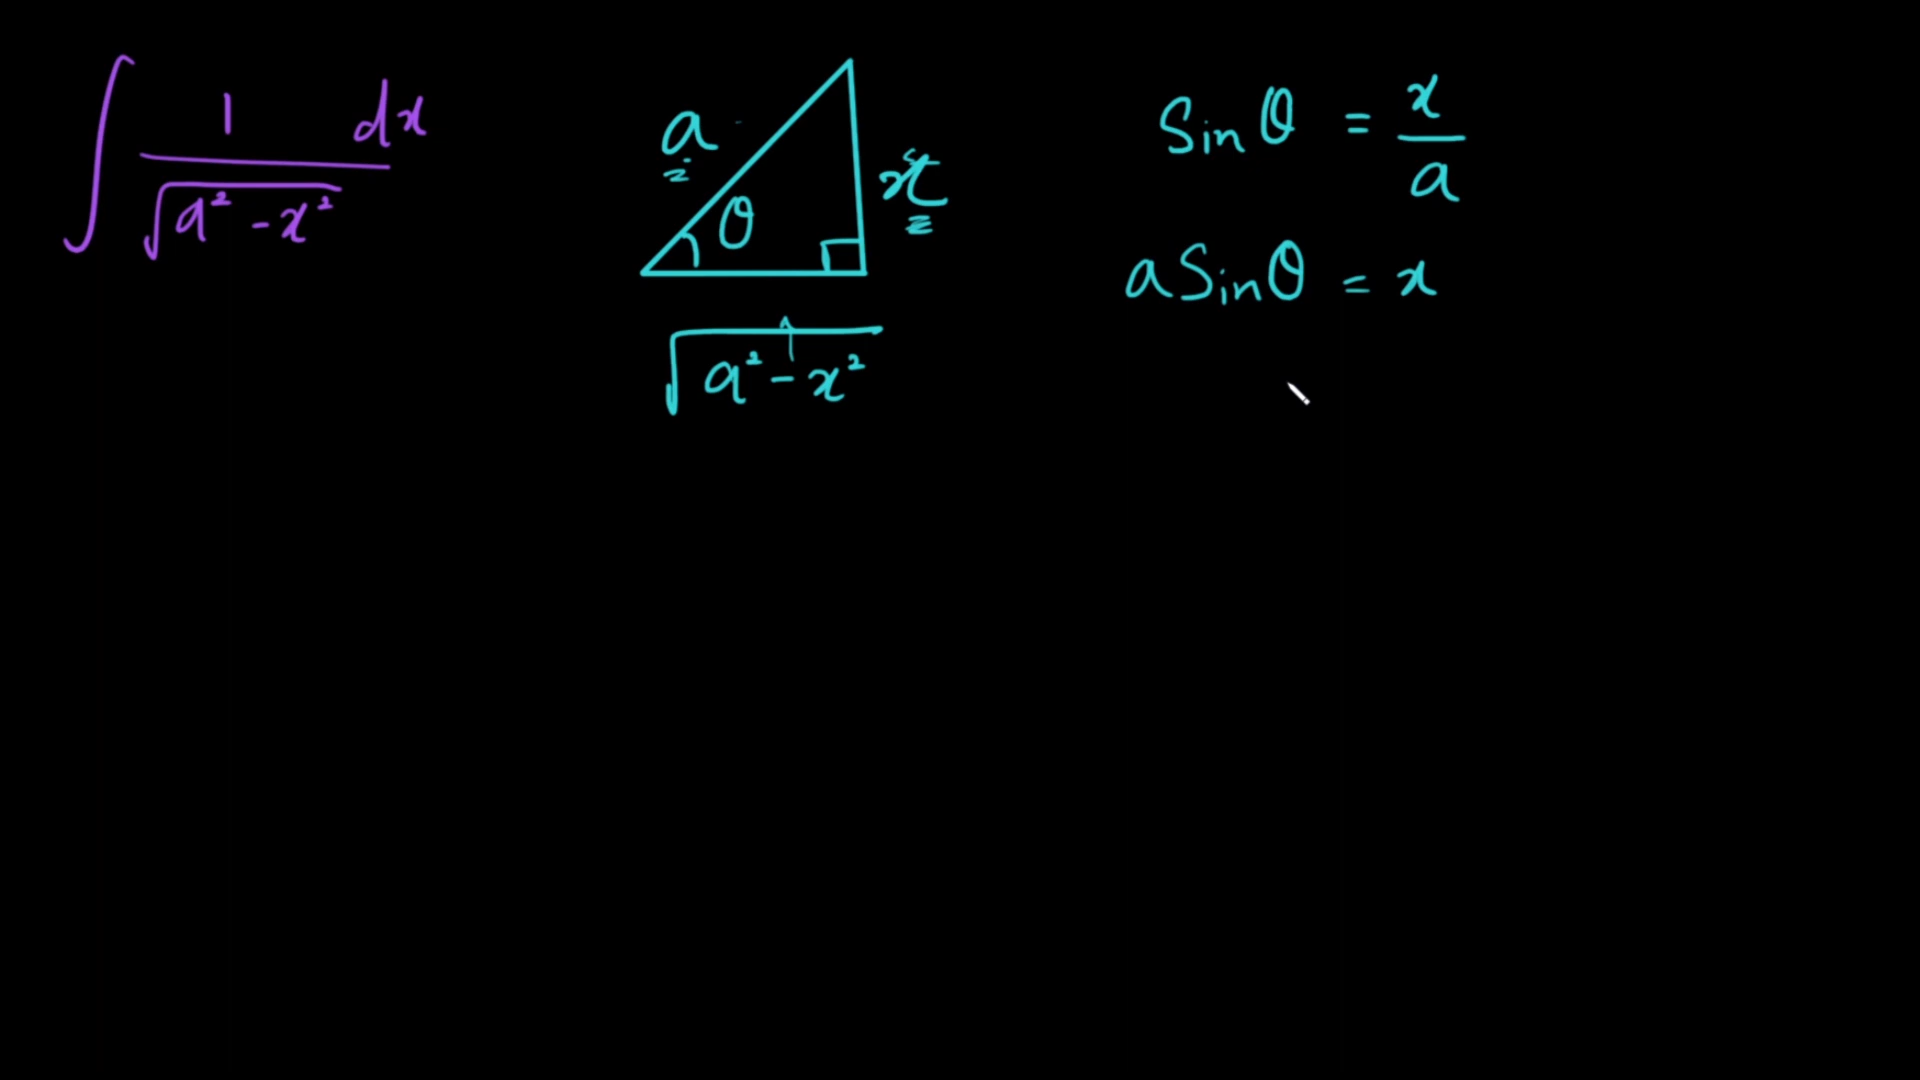 ∫ 1/√(a² - x²) dx
a
θ
x
√(a² - x²)
Sin θ = x/a
a Sin θ = x